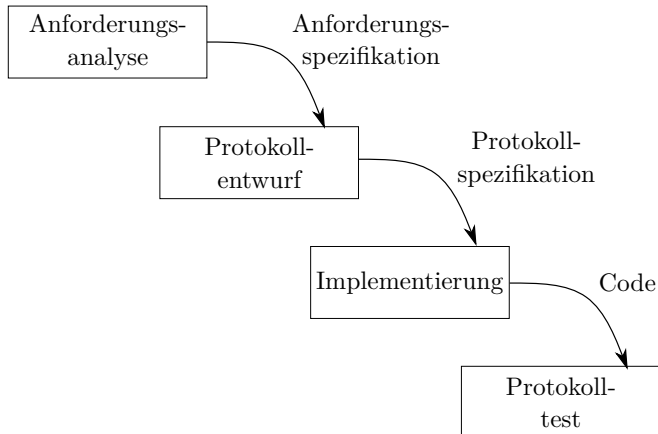 Anforderungs-
analyse
Anforderungs-
spezifikation
Protokoll-
entwurf
Protokoll-
spezifikation
Implementierung
Code
Protokoll-
test